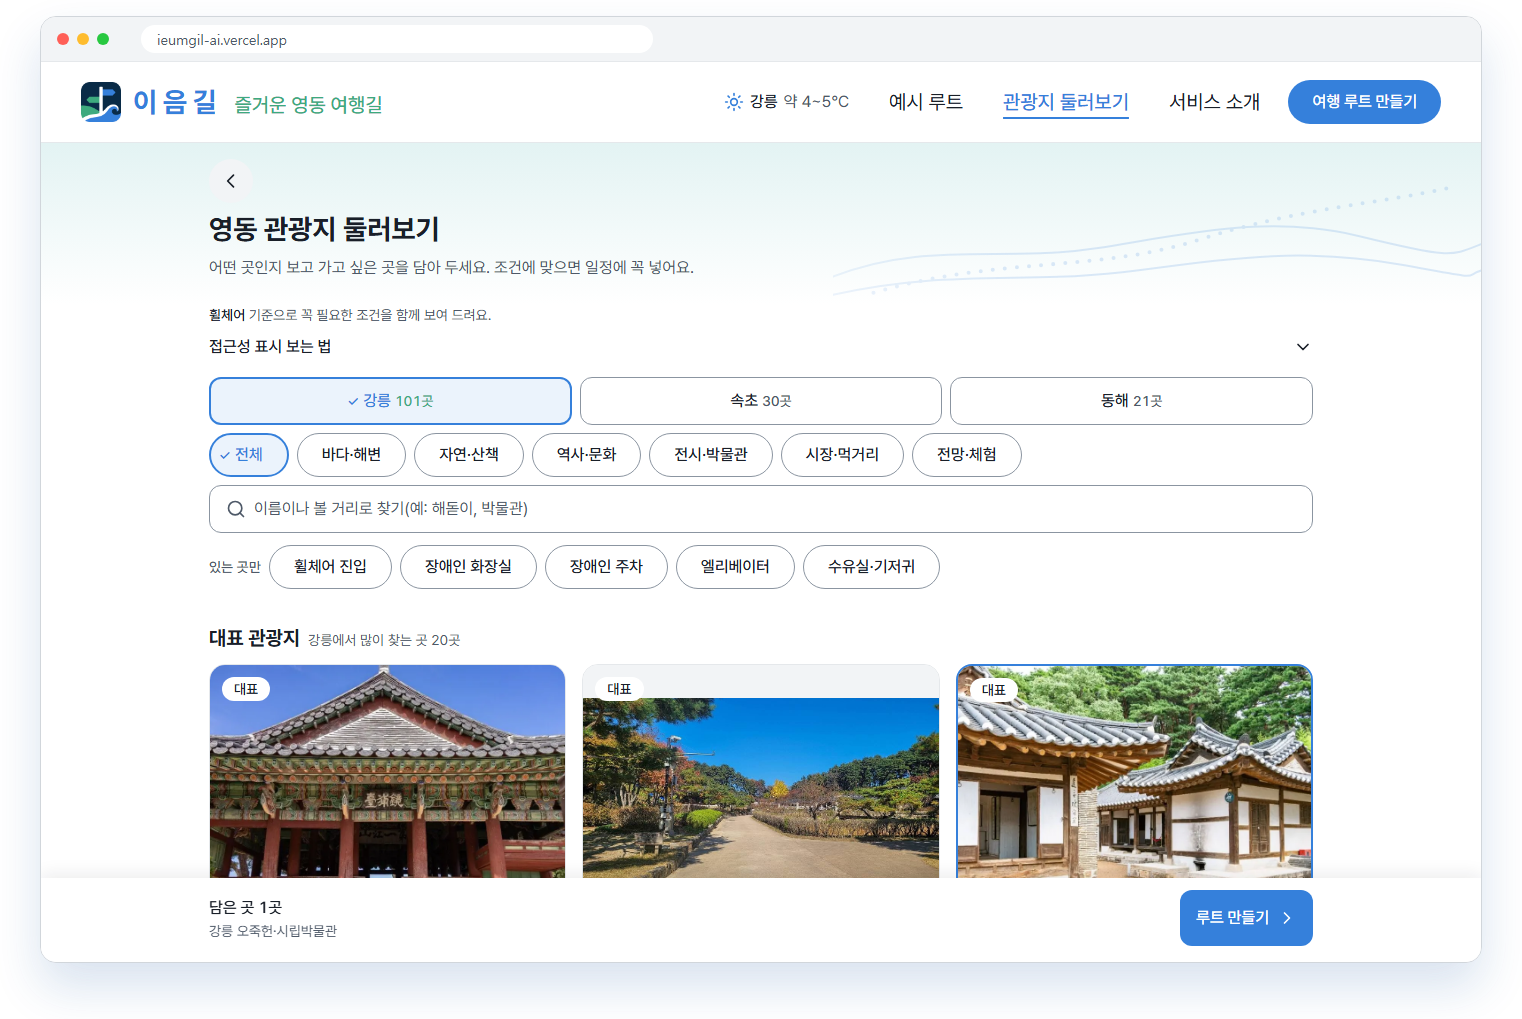 ieumgil-ai.vercel.app
이음길 즐거운 영동 여행길
강릉 약 4~5°C 예시 루트 관광지 둘러보기 서비스 소개 여행 루트 만들기
영동 관광지 둘러보기
어떤 곳인지 보고 가고 싶은 곳을 담아 두세요. 조건에 맞으면 일정에 꼭 넣어요.
휠체어 기준으로 꼭 필요한 조건을 함께 보여 드려요.
접근성 표시 보는 법
강릉 101곳 속초 30곳 동해 21곳
전체 바다·해변 자연·산책 역사·문화 전시·박물관 시장·먹거리 전망·체험
이름이나 볼 거리로 찾기(예: 해돋이, 박물관)
있는 곳만 휠체어 진입 장애인 화장실 장애인 주차 엘리베이터 수유실·기저귀
대표 관광지 강릉에서 많이 찾는 곳 20곳
대표 대표 대표
臺湖鏡
담은 곳 1곳
강릉 오죽헌·시립박물관
루트 만들기